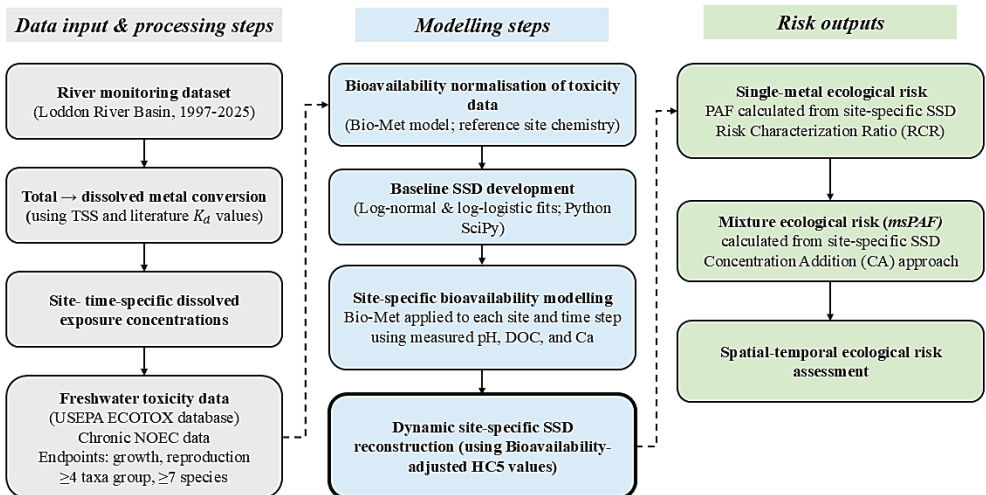 Data input & processing steps
River monitoring dataset
(Loddon River Basin, 1997-2025)
Total → dissolved metal conversion
(using TSS and literature K_d values)
Site- time-specific dissolved
exposure concentrations
Freshwater toxicity data
(USEPA ECOTOX database)
Chronic NOEC data
Endpoints: growth, reproduction
≥4 taxa group, ≥7 species
Modelling steps
Bioavailability normalisation of toxicity
data
(Bio-Met model; reference site chemistry)
Baseline SSD development
(Log-normal & log-logistic fits; Python
SciPy)
Site-specific bioavailability modelling
Bio-Met applied to each site and time step
using measured pH, DOC, and Ca
Dynamic site-specific SSD
reconstruction (using Bioavailability-
adjusted HC5 values)
Risk outputs
Single-metal ecological risk
PAF calculated from site-specific SSD
Risk Characterization Ratio (RCR)
Mixture ecological risk (msPAF)
calculated from site-specific SSD
Concentration Addition (CA) approach
Spatial-temporal ecological risk
assessment